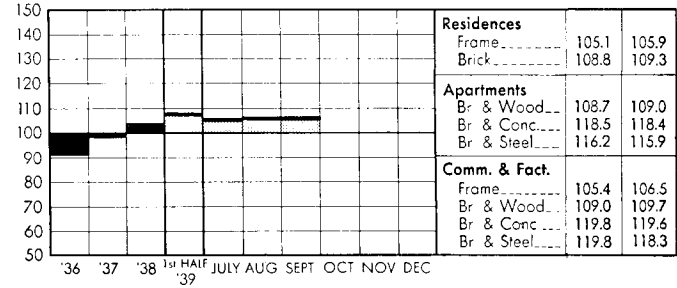 150
140
130
120
110
100
90
80
70
60
50
'36 '37 '38 1st HALF '39 JULY AUG SEPT OCT NOV DEC
Residences
Frame 105.1 105.9
Brick 108.8 109.3
Apartments
Br & Wood 108.7 109.0
Br & Conc. 118.5 118.4
Br & Steel 116.2 115.9
Comm. & Fact.
Frame 105.4 106.5
Br & Wood 109.0 109.7
Br & Conc 119.8 119.6
Br & Steel 119.8 118.3